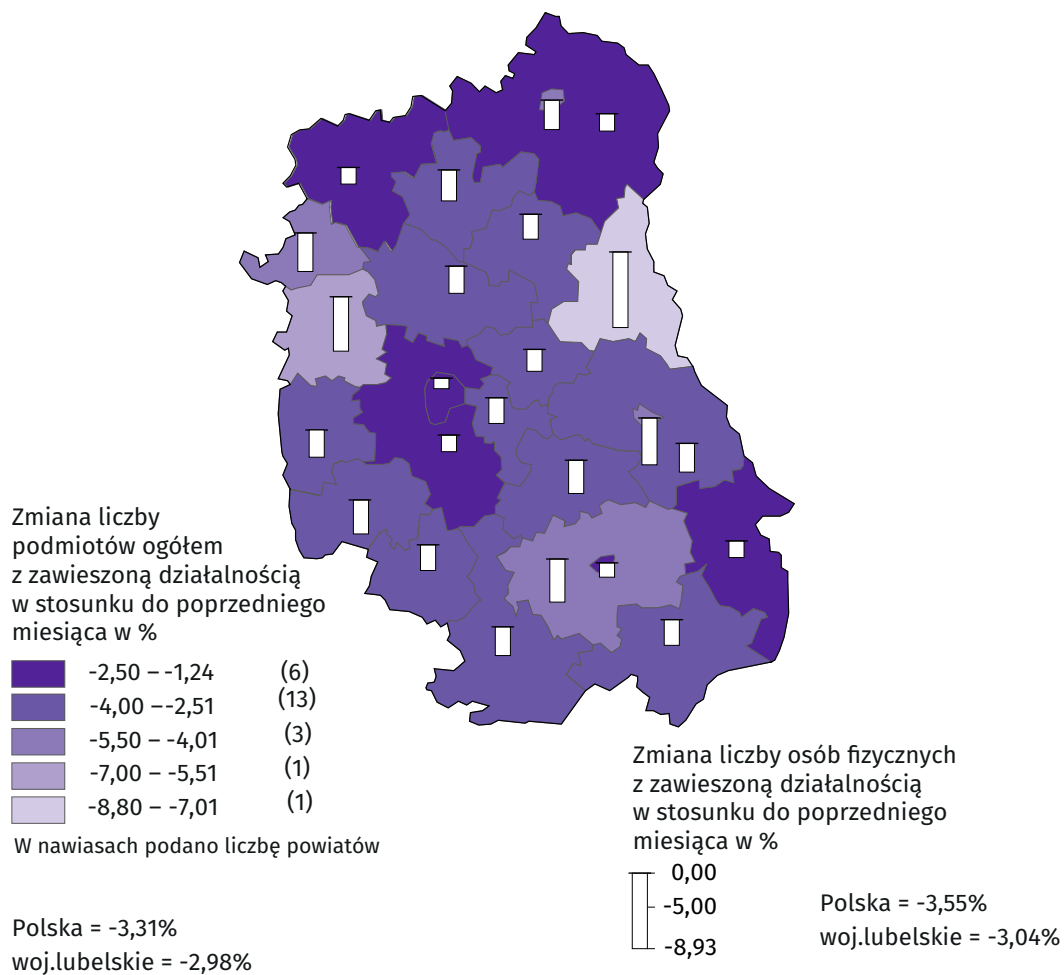 Zmiana liczby
podmiotów ogółem
z zawieszoną działalnością
w stosunku do poprzedniego
miesiąca w %
-2,50 – -1,24 (6)
-4,00 – -2,51 (13)
-5,50 – -4,01 (3)
-7,00 – -5,51 (1)
-8,80 – -7,01 (1)
W nawiasach podano liczbę powiatów
Polska = -3,31%
woj.lubelskie = -2,98%
Zmiana liczby osób fizycznych
z zawieszoną działalnością
w stosunku do poprzedniego
miesiąca w %
0,00
-5,00
-8,93
Polska = -3,55%
woj.lubelskie = -3,04%